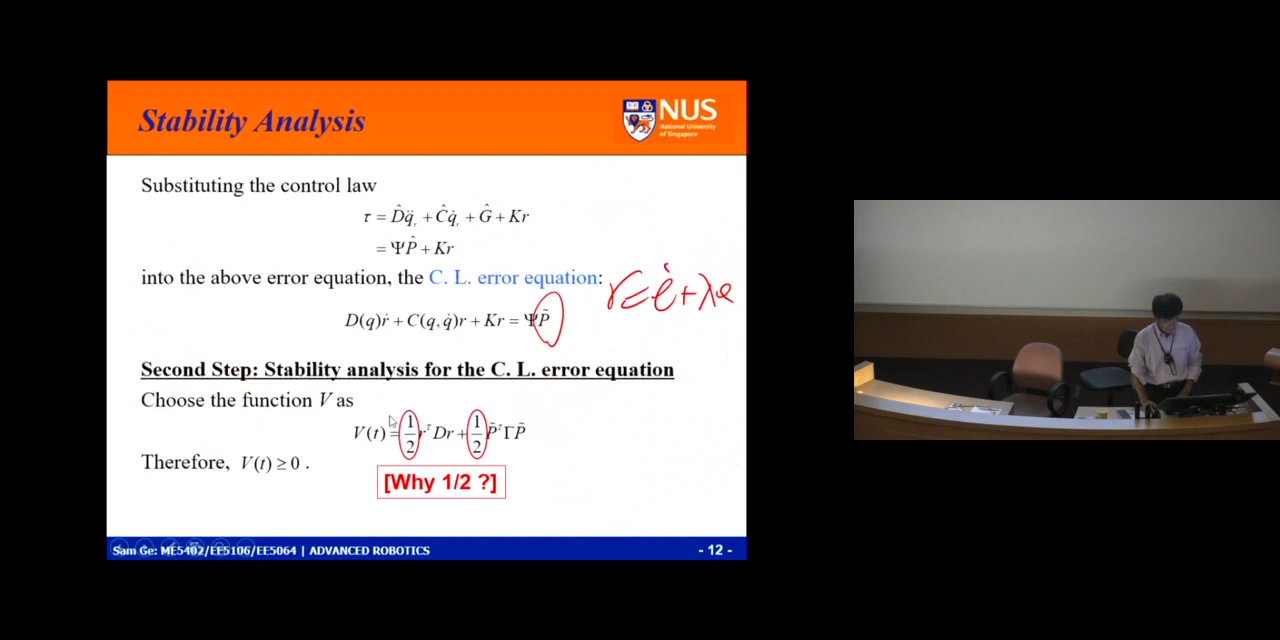 Stability Analysis
NUS
National University
of Singapore
Substituting the control law
τ = D̂q̈ᵣ + Ĉq̇ᵣ + Ĝ + Kr
= ΨP̂ + Kr
into the above error equation, the C. L. error equation:
r = ė + λe
D(q)ṙ + C(q, q̇)r + Kr = ΨP̃
Second Step: Stability analysis for the C. L. error equation
Choose the function V as
V(t) = 1/2 rᵀDr + 1/2 P̃ᵀΓP̃
Therefore, V(t) ≥ 0 .
[Why 1/2 ?]
Sam Ge: ME5402/EE5106/EE5064 | ADVANCED ROBOTICS
- 12 -